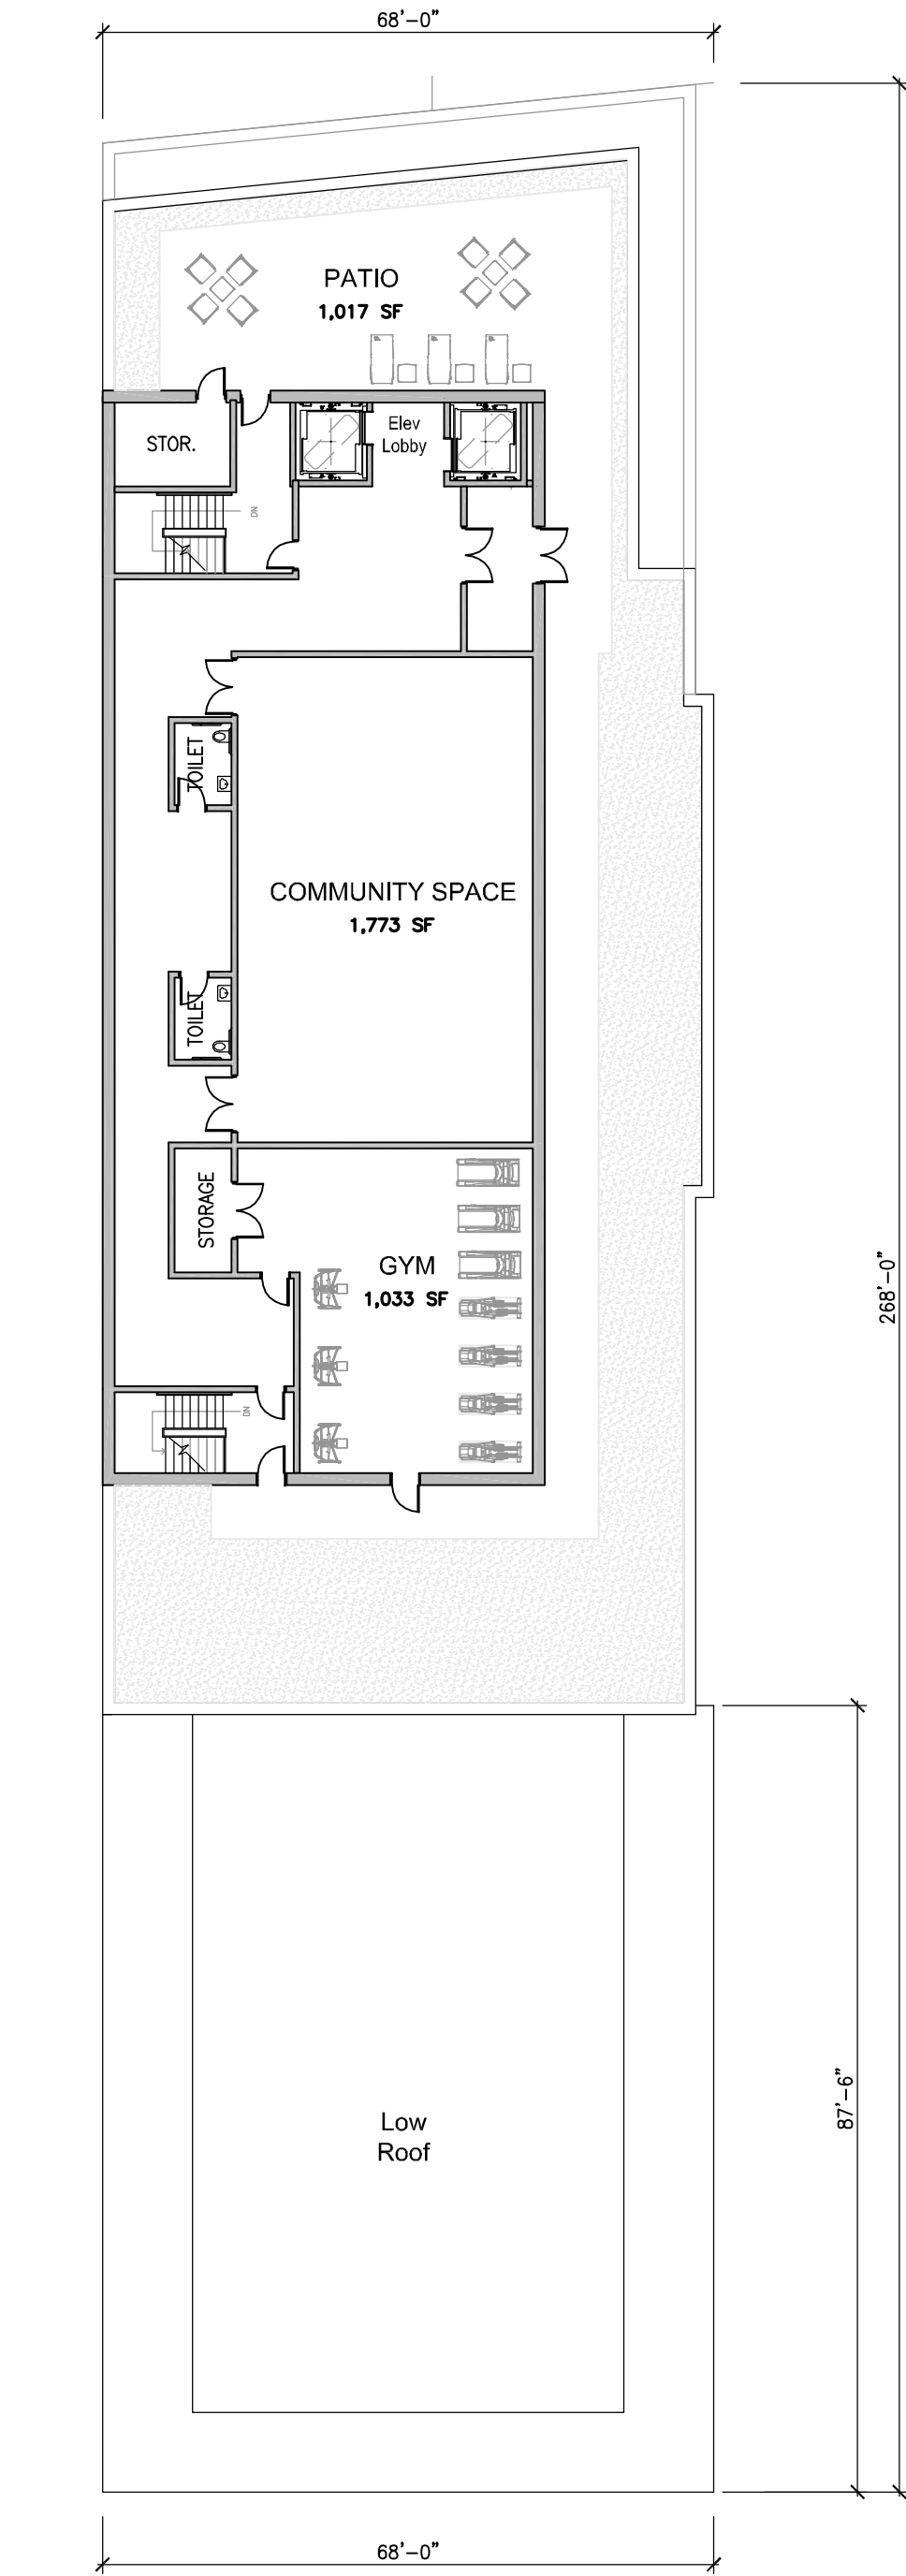 68'-0"
PATIO
1,017 SF
Elev
Lobby
STOR.
DN
TOILET
COMMUNITY SPACE
1,773 SF
TOILET
STORAGE
GYM
1,033 SF
268'-0"
DN
87'-6"
Low
Roof
68'-0"